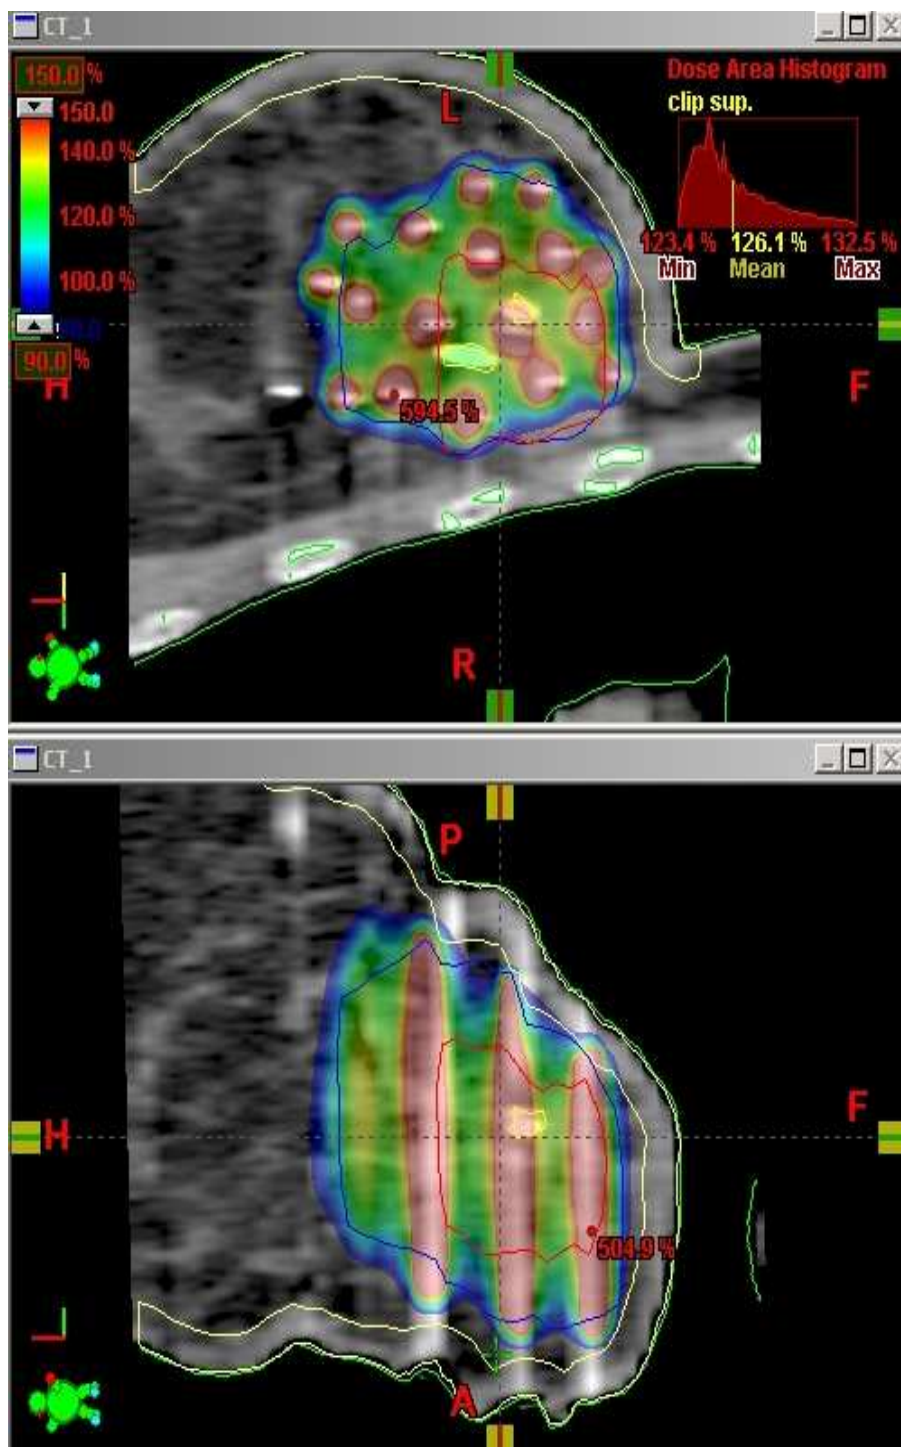 CT_1
150.0 %
150.0
140.0 %
120.0 %
100.0 %
90.0 %
L
Dose Area Histogram
clip sup.
123.4 % 126.1 % 132.5 %
Min Mean Max
H
F
594.5 %
R
CT_1
P
H
F
504.9 %
A